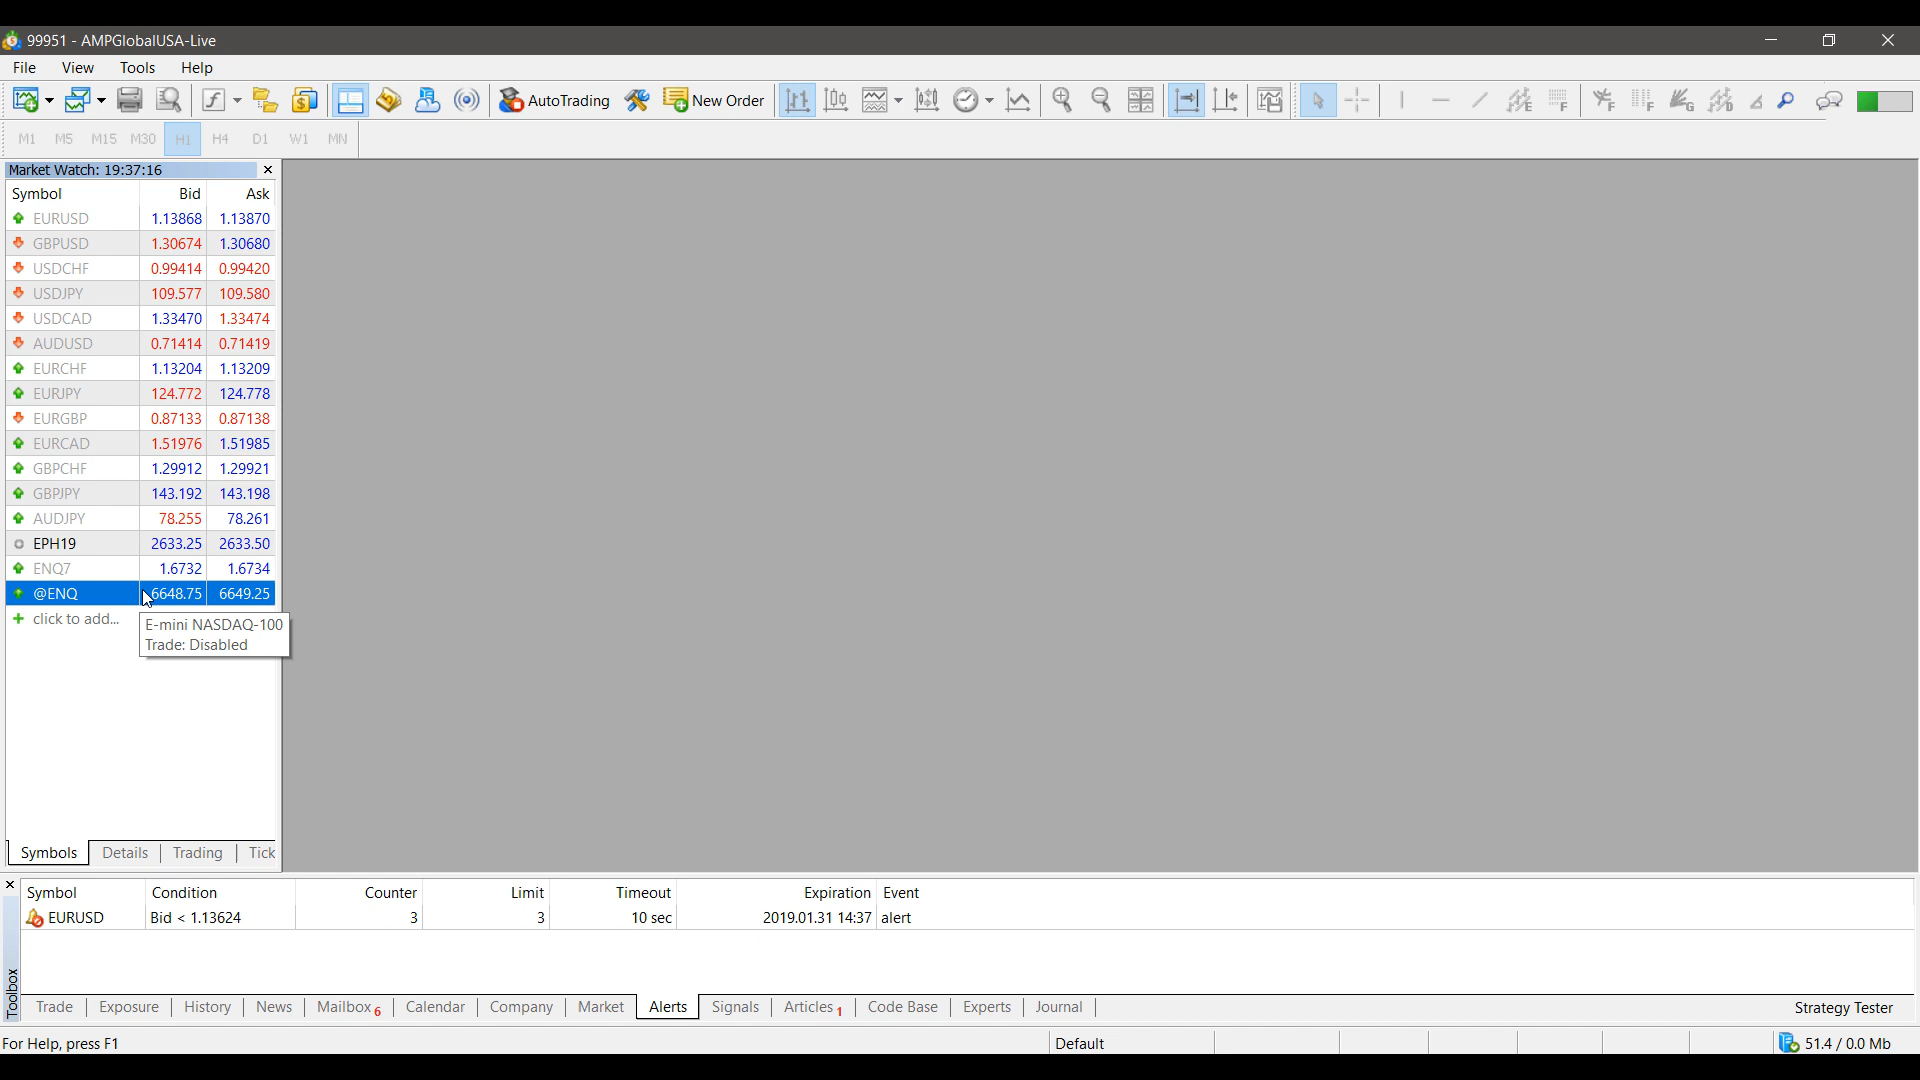 99951 - AMPGlobalUSA-Live
File View Tools Help
AutoTrading New Order
M1 M5 M15 M30 H1 H4 D1 W1 MN
Market Watch: 19:37:16
Symbol Bid Ask
EURUSD 1.13868 1.13870
GBPUSD 1.30674 1.30680
USDCHF 0.99414 0.99420
USDJPY 109.577 109.580
USDCAD 1.33470 1.33474
AUDUSD 0.71414 0.71419
EURCHF 1.13204 1.13209
EURJPY 124.772 124.778
EURGBP 0.87133 0.87138
EURCAD 1.51976 1.51985
GBPCHF 1.29912 1.29921
GBPJPY 143.192 143.198
AUDJPY 78.255 78.261
EPH19 2633.25 2633.50
ENQ7 1.6732 1.6734
@ENQ 6648.75 6649.25
click to add...
E-mini NASDAQ-100
Trade: Disabled
Symbols Details Trading Tick
Symbol Condition Counter Limit Timeout Expiration Event
EURUSD Bid < 1.13624 3 3 10 sec 2019.01.31 14:37 alert
Toolbox
Trade Exposure History News Mailbox 6 Calendar Company Market Alerts Signals Articles 1 Code Base Experts Journal Strategy Tester
For Help, press F1 Default 51.4 / 0.0 Mb